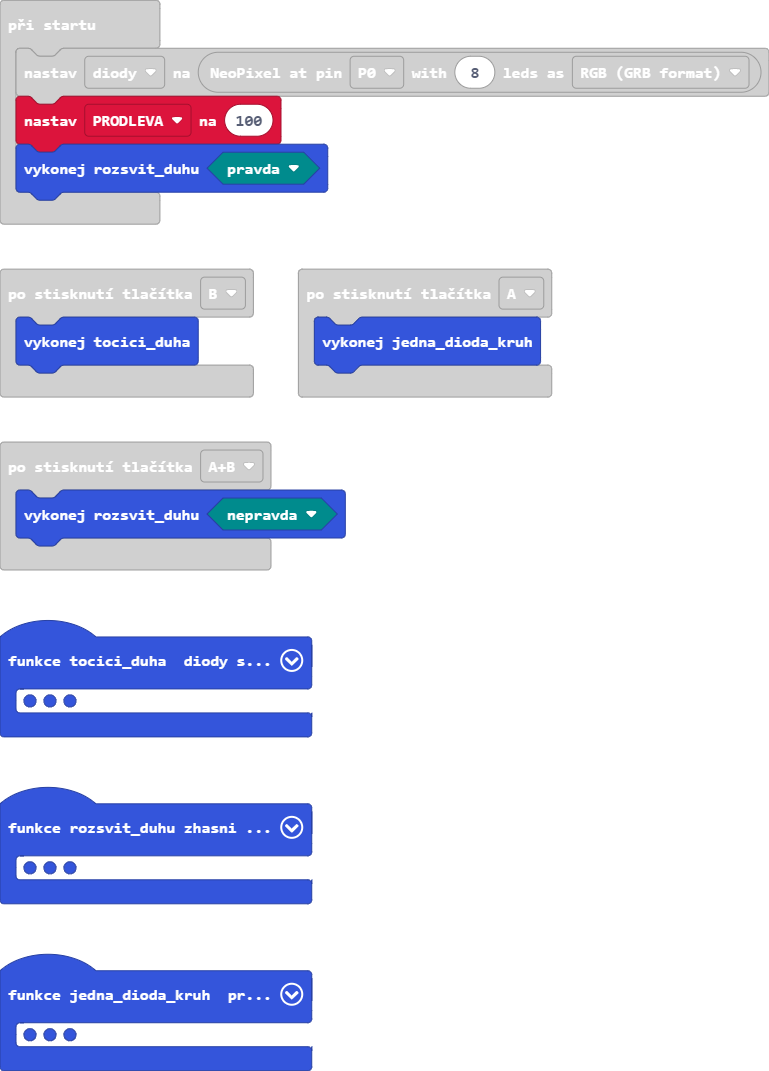 při startu
nastav diody na NeoPixel at pin P0 with 8 leds as RGB (GRB format)
nastav PRODLEVA na 100
vykonej rozsvit_duhu pravda
po stisknutí tlačítka B
vykonej tocici_duha
po stisknutí tlačítka A
vykonej jedna_dioda_kruh
po stisknutí tlačítka A+B
vykonej rozsvit_duhu nepravda
funkce tocici_duha diody s...
funkce rozsvit_duhu zhasni ...
funkce jedna_dioda_kruh pr...